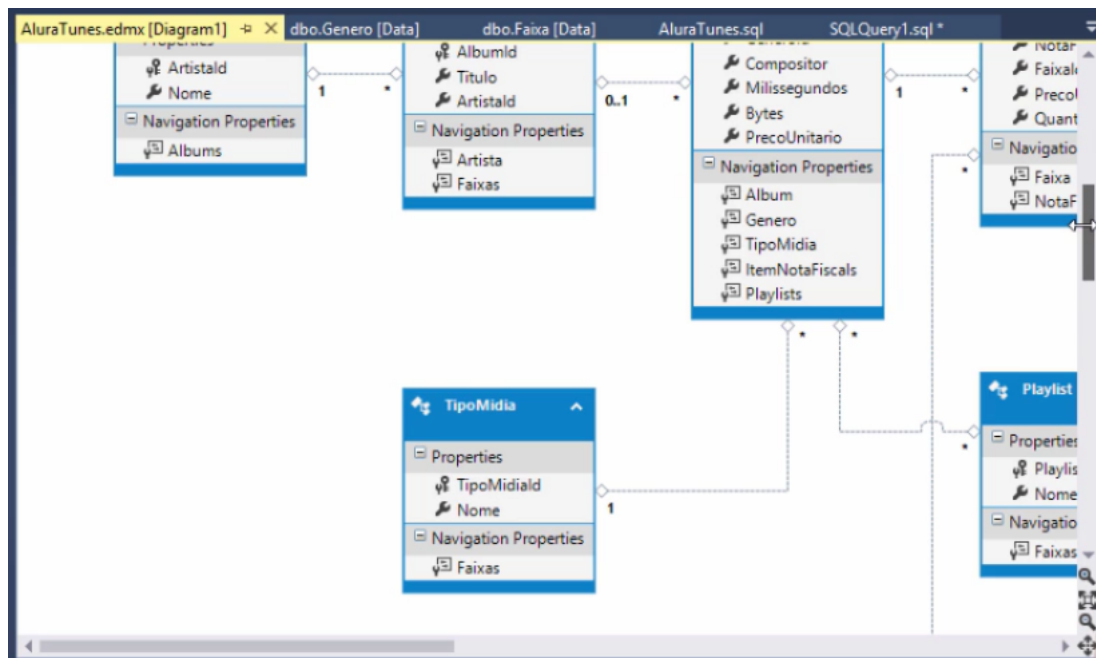 AluraTunes.edmx [Diagram1]
dbo.Genero [Data]
dbo.Faixa [Data]
AluraTunes.sql
SQLQuery1.sql *
Properties
ArtistaId
Nome
Navigation Properties
Albums
1
*
AlbumId
Titulo
ArtistaId
Navigation Properties
Artista
Faixas
0..1
*
Compositor
Milissegundos
Bytes
PrecoUnitario
Navigation Properties
Album
Genero
TipoMidia
ItemNotaFiscals
Playlists
1
*
*
*
*
Faixa
TipoMidia
Properties
TipoMidiaId
Nome
Navigation Properties
Faixas
1
*
Playlist
Properties
Nome
Faixas